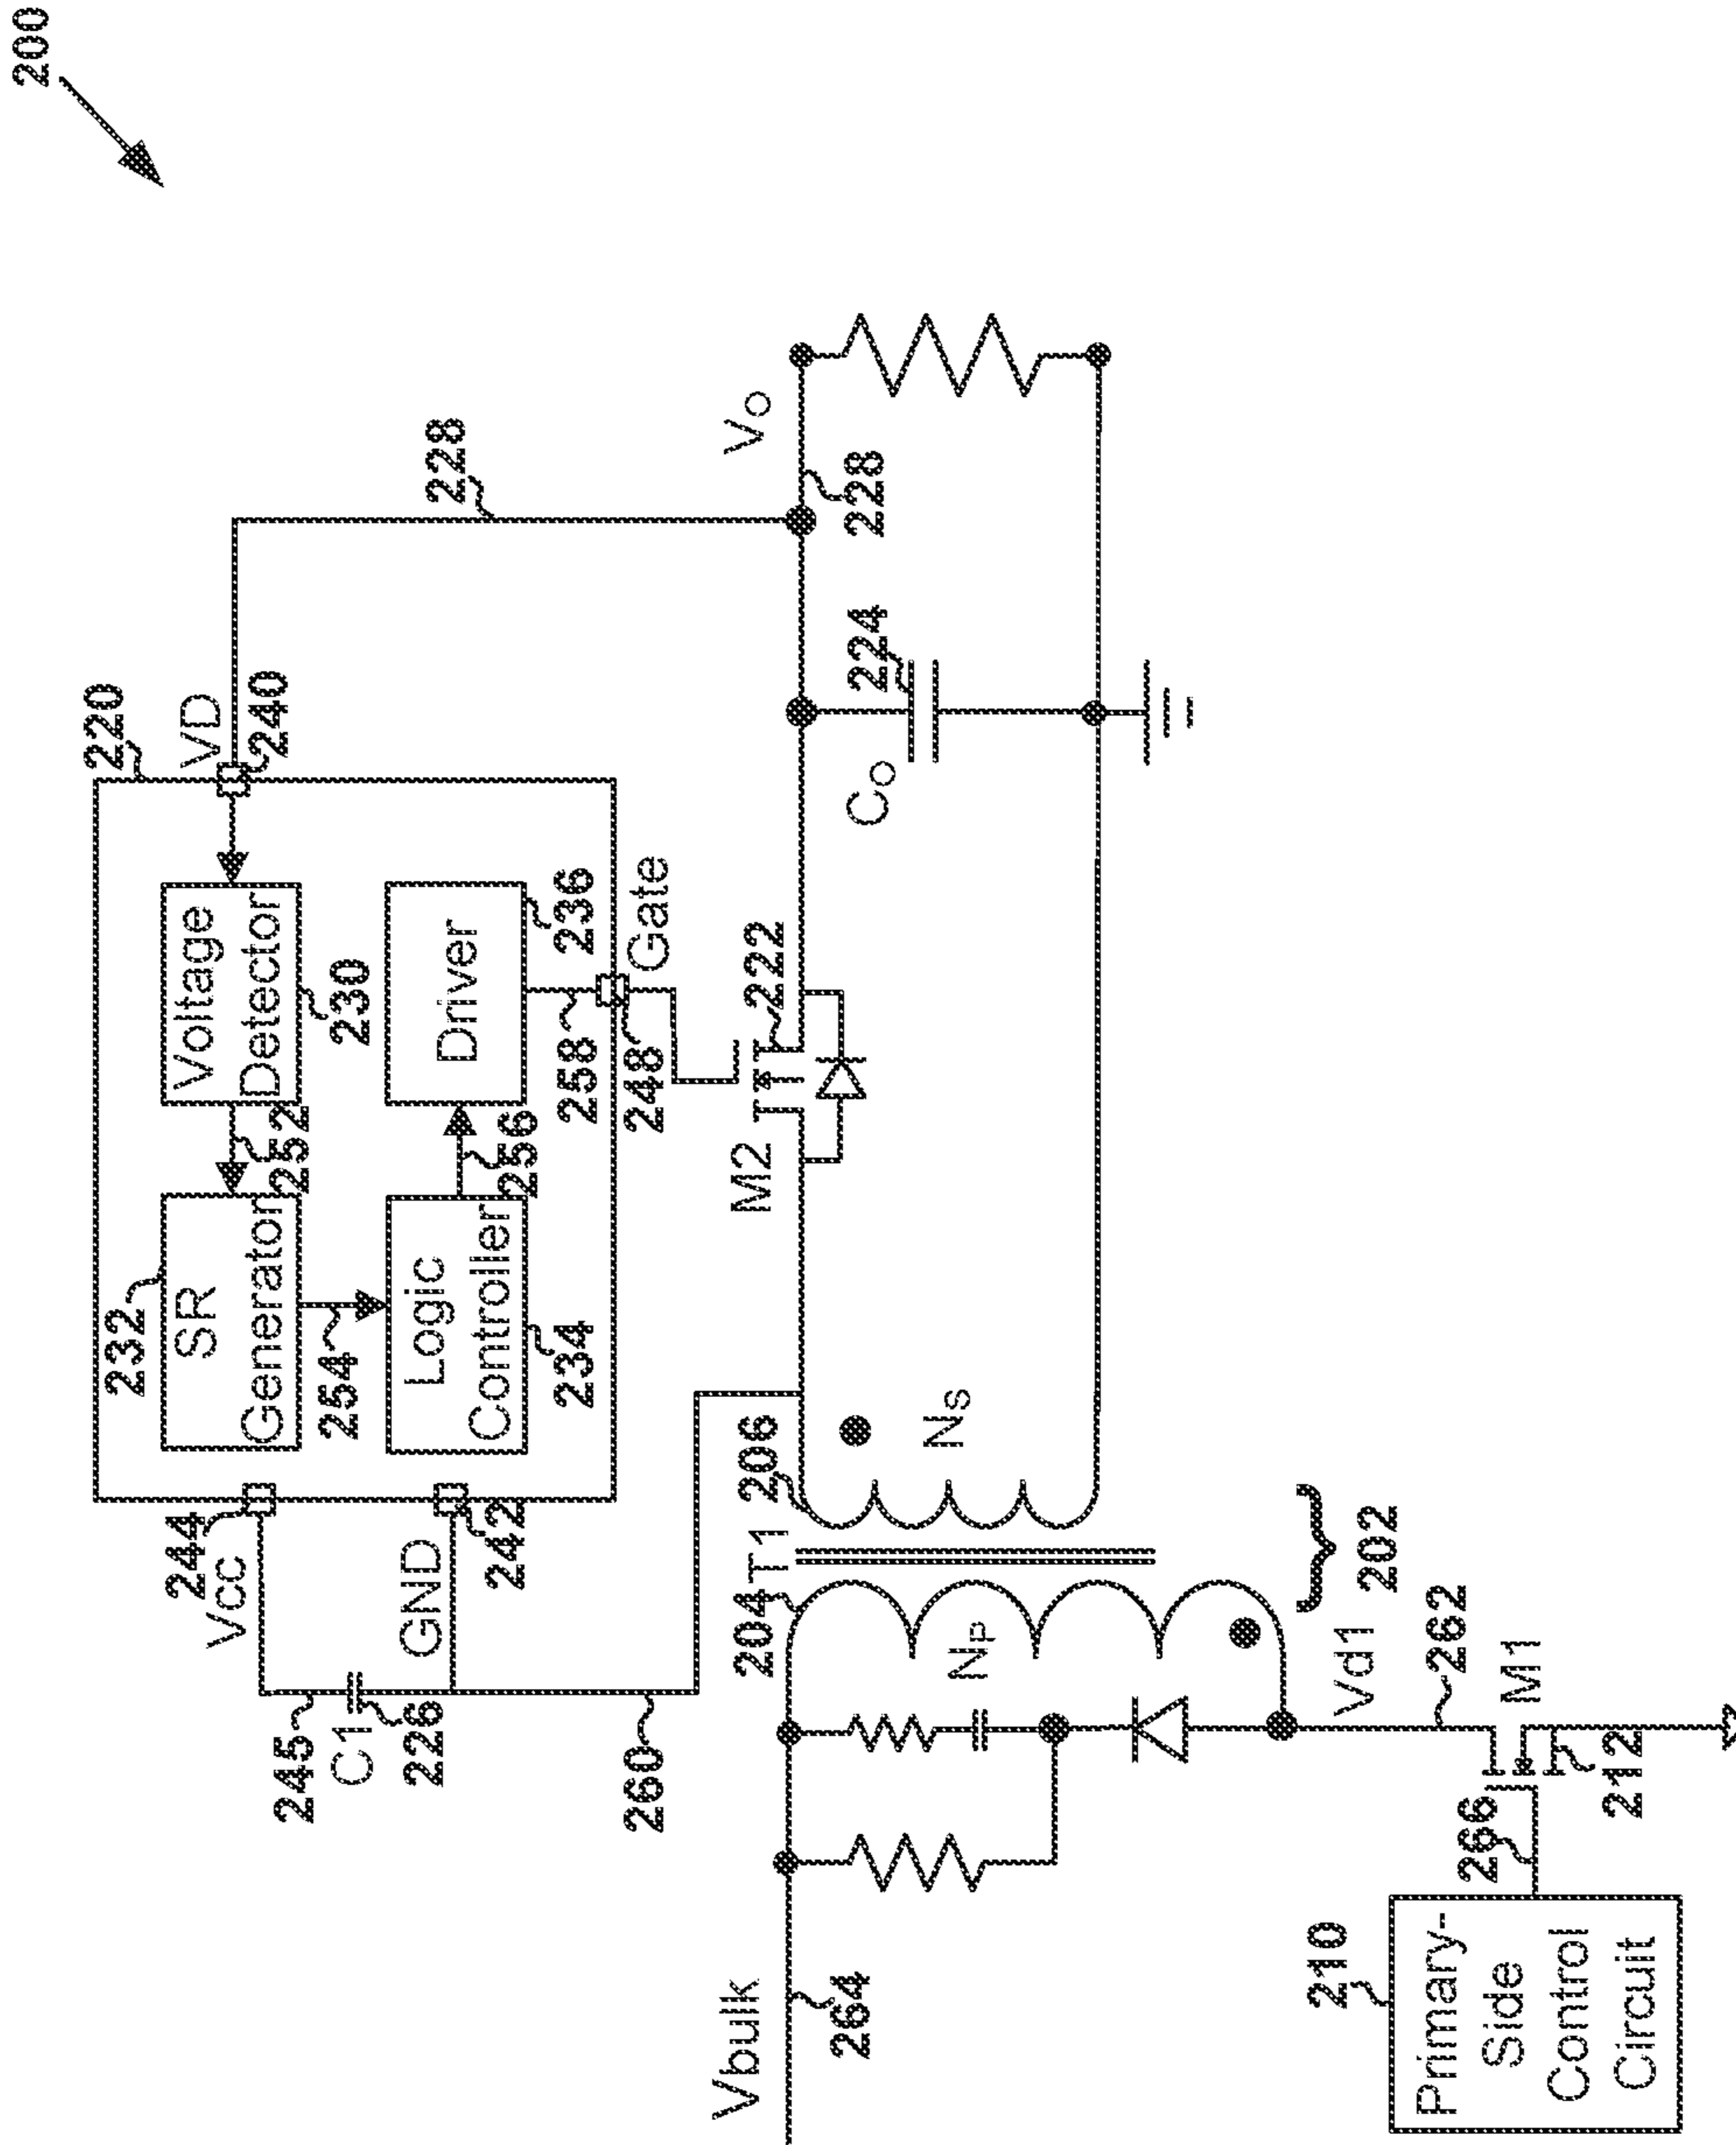 200
220
VD
240
228
Voltage
Detector
230
252
232
SR
Generator
254
Logic
Controller
234
256
Driver
236
258
248
Gate
244
Vcc
GND
242
245
C1
226
260
M2
222
Co
224
Vo
228
206
Ns
204
T1
NP
202
Vbulk
264
Vd1
262
M1
212
266
210
Primary-
Side
Control
Circuit